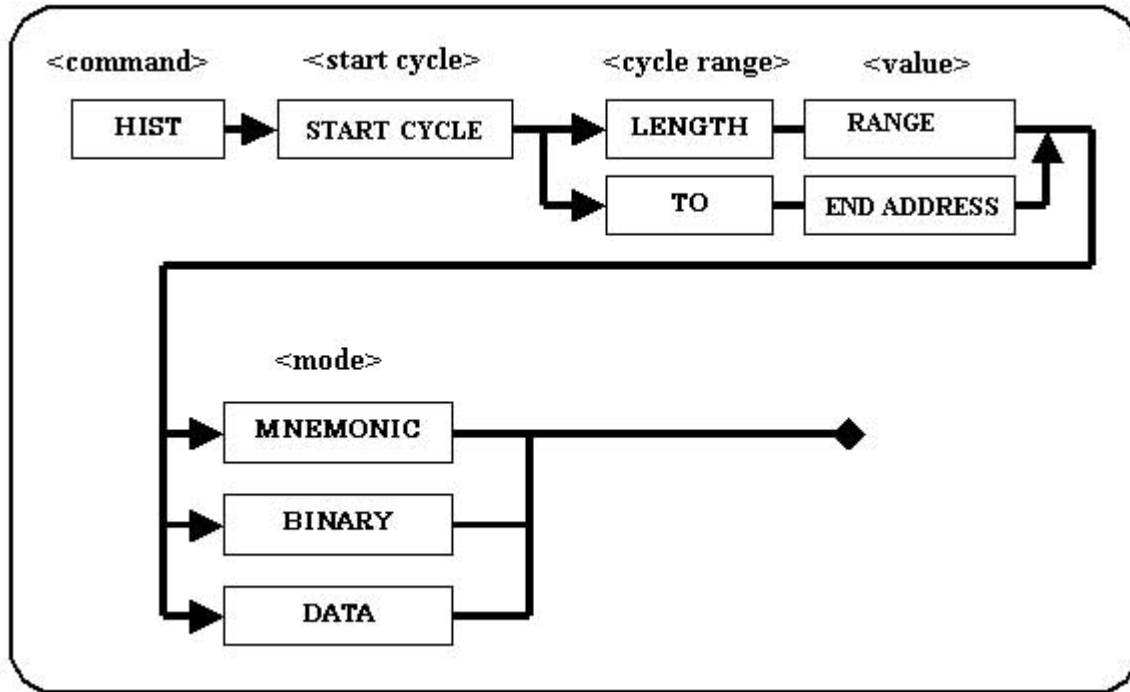 <command> <start cycle> <cycle range> <value>
HIST START CYCLE LENGTH RANGE
TO END ADDRESS
<mode>
MNEMONIC
BINARY
DATA